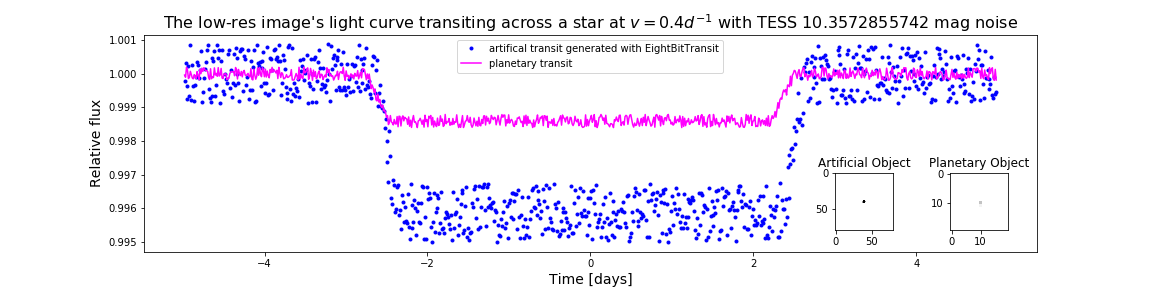 The low-res image's light curve transiting across a star at v = 0.4d⁻¹ with TESS 10.3572855742 mag noise
artifical transit generated with EightBitTransit
planetary transit
1.001
1.000
0.999
0.998
0.997
0.996
0.995
Relative flux
Artificial Object
0
50
0 50
Planetary Object
0
10
0 10
−4 −2 0 2 4
Time [days]